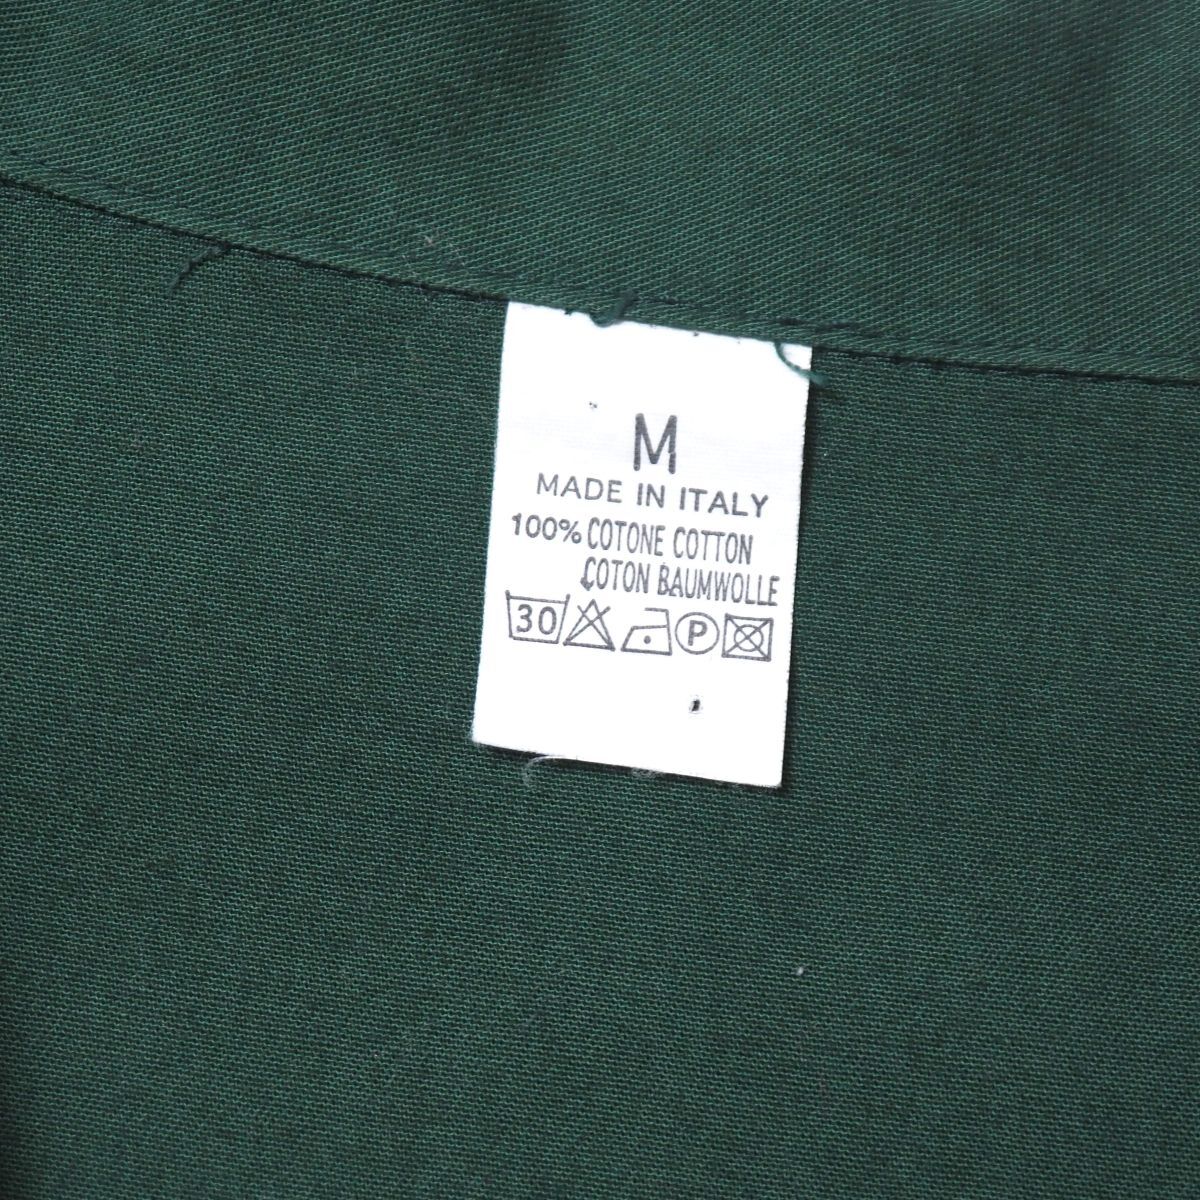 M
MADE IN ITALY
100% COTONE COTTON
COTON BAUMWOLLE
30 P